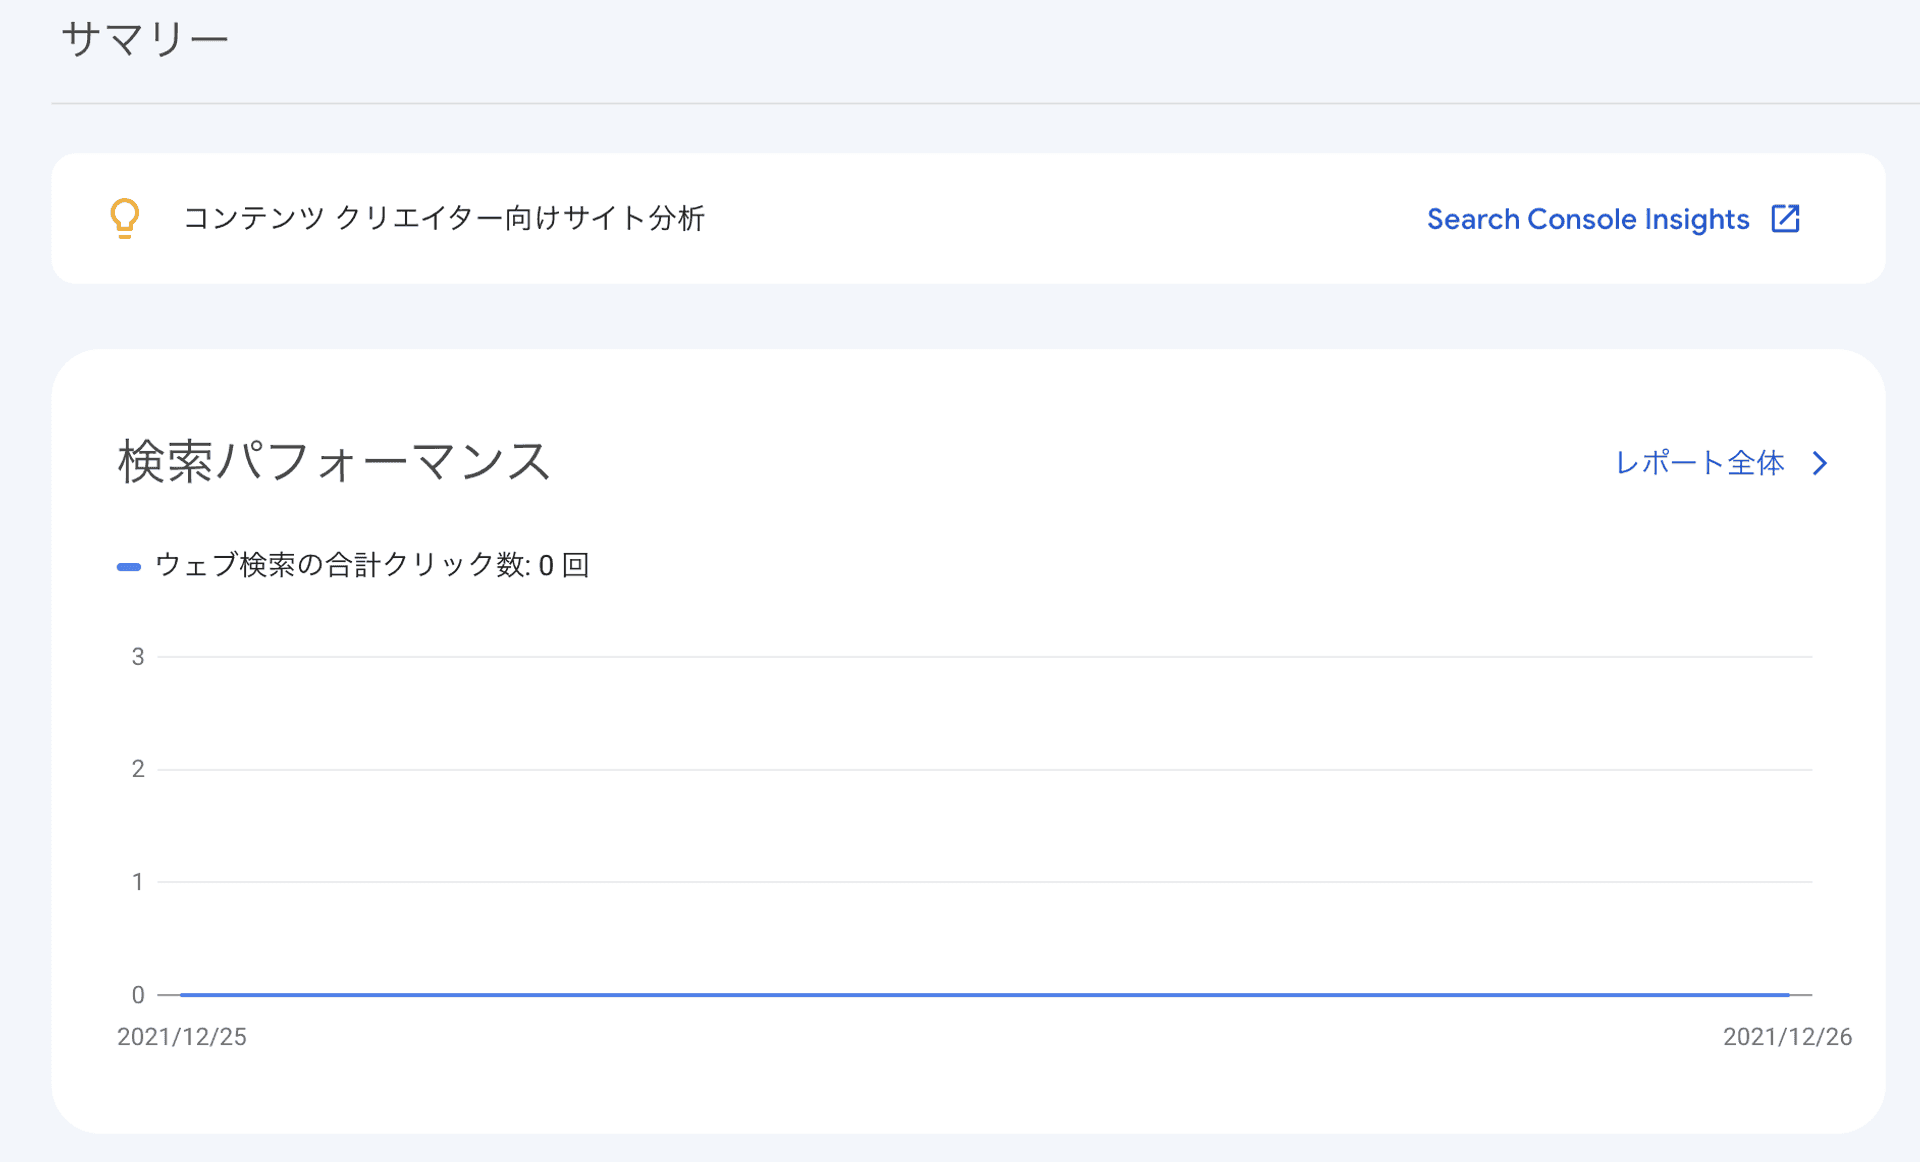 サマリー
コンテンツ クリエイター向けサイト分析
Search Console Insights
検索パフォーマンス
レポート全体
ウェブ検索の合計クリック数: 0 回
3
2
1
0
2021/12/25
2021/12/26